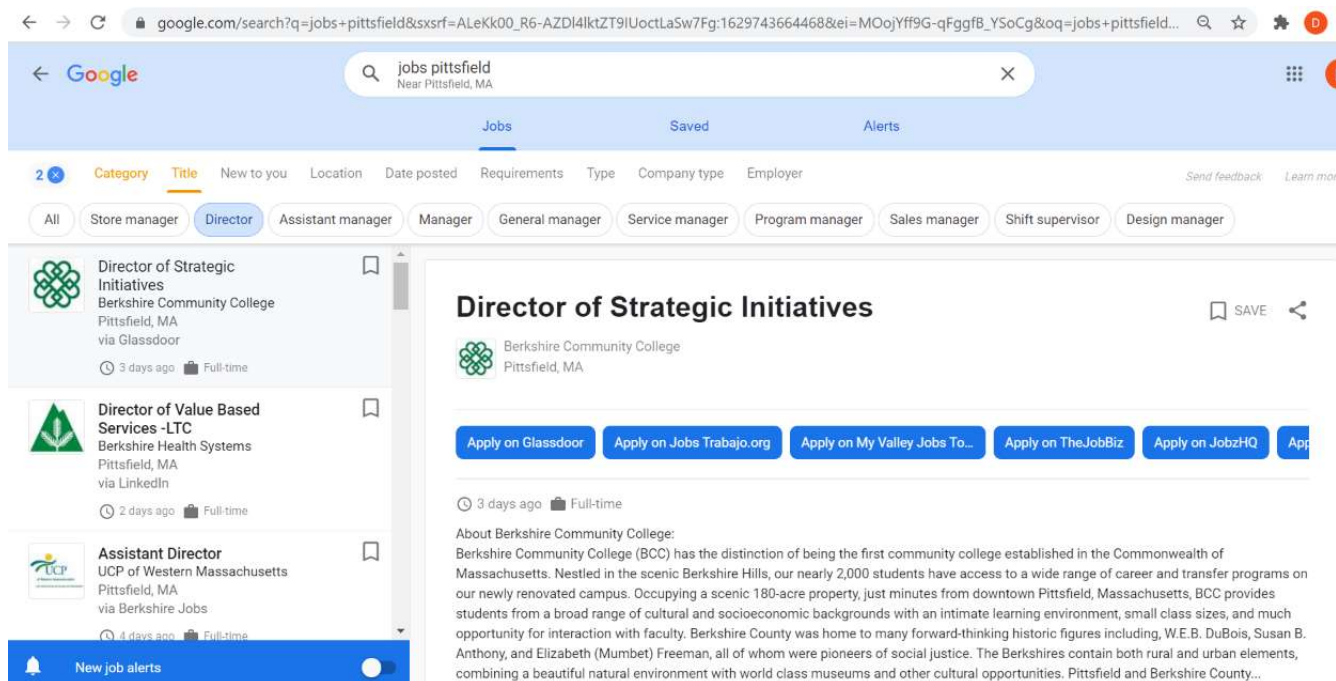 google.com/search?q=jobs+pittsfield&sxsrf=ALeKk00_R6-AZDl4lktZT9IUoctLaSw7Fg:1629743664468&ei=MOojYff9G-qFggfB_YSoCg&oq=jobs+pittsfield...
D
Google
jobs pittsfield
Near Pittsfield, MA
Jobs Saved Alerts
2 Category Title New to you Location Date posted Requirements Type Company type Employer Send feedback Learn mor
All Store manager Director Assistant manager Manager General manager Service manager Program manager Sales manager Shift supervisor Design manager
Director of Strategic
Initiatives
Berkshire Community College
Pittsfield, MA
via Glassdoor
3 days ago Full-time
Director of Value Based
Services -LTC
Berkshire Health Systems
Pittsfield, MA
via LinkedIn
2 days ago Full-time
UCP
Assistant Director
UCP of Western Massachusetts
Pittsfield, MA
via Berkshire Jobs
4 days ago Full-time
New job alerts
Director of Strategic Initiatives
SAVE
Berkshire Community College
Pittsfield, MA
Apply on Glassdoor Apply on Jobs Trabajo.org Apply on My Valley Jobs To... Apply on TheJobBiz Apply on JobzHQ App
3 days ago Full-time
About Berkshire Community College:
Berkshire Community College (BCC) has the distinction of being the first community college established in the Commonwealth of
Massachusetts. Nestled in the scenic Berkshire Hills, our nearly 2,000 students have access to a wide range of career and transfer programs on
our newly renovated campus. Occupying a scenic 180-acre property, just minutes from downtown Pittsfield, Massachusetts, BCC provides
students from a broad range of cultural and socioeconomic backgrounds with an intimate learning environment, small class sizes, and much
opportunity for interaction with faculty. Berkshire County was home to many forward-thinking historic figures including, W.E.B. DuBois, Susan B.
Anthony, and Elizabeth (Mumbet) Freeman, all of whom were pioneers of social justice. The Berkshires contain both rural and urban elements,
combining a beautiful natural environment with world class museums and other cultural opportunities. Pittsfield and Berkshire County...